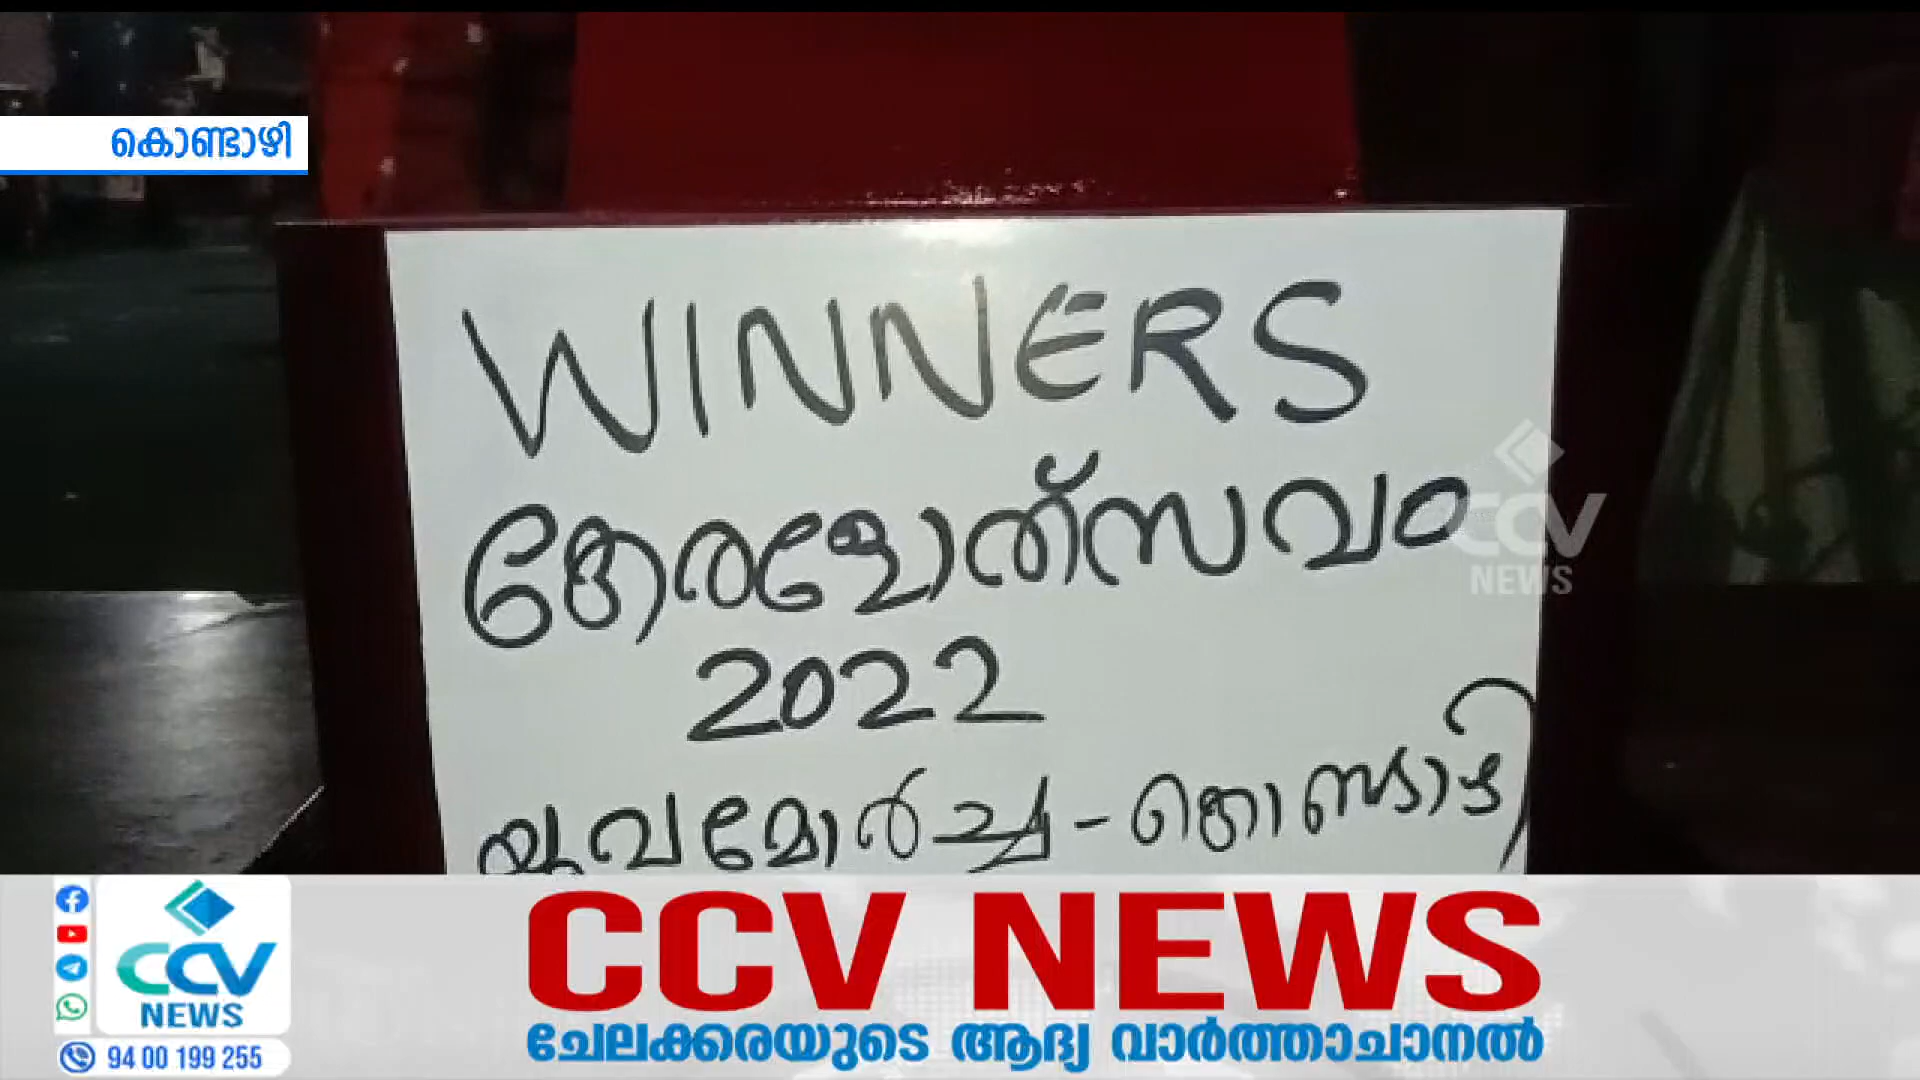 കൊണ്ടാഴി
WINNERS
കേരളോത്സവം
2022
യുവമോർച്ച - കൊണ്ടാഴി
CCV
NEWS
CCV
NEWS
94 00 199 255
CCV NEWS
ചേലക്കരയുടെ ആദ്യ വാർത്താചാനൽ